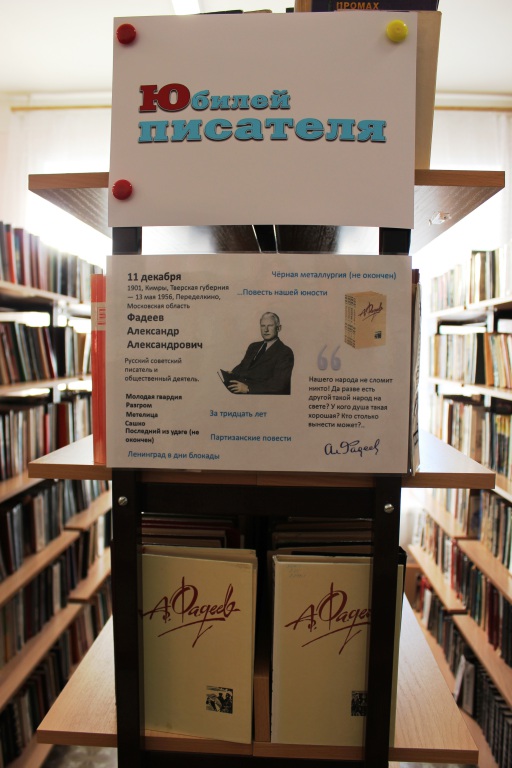 ПРОМАХ
Юбилей
писателя
11 декабря
1901, Кимры, Тверская губерния
— 13 мая 1956, Переделкино,
Московская область
Фадеев
Александр
Александрович
Русский советский
писатель и
общественный деятель.
Молодая гвардия
Разгром
Метелица
Сашко
Последний из удэге (не
окончен)
Ленинград в дни блокады
Чёрная металлургия (не окончен)
...Повесть нашей юности
За тридцать лет
Партизанские повести
Нашего народа не сломит
никто! Да разве есть
другой такой народ на
свете? У кого душа такая
хорошая? Кто столько
вынести может?..
Ал Фадеев
А. Фадеев
А. Фадеев